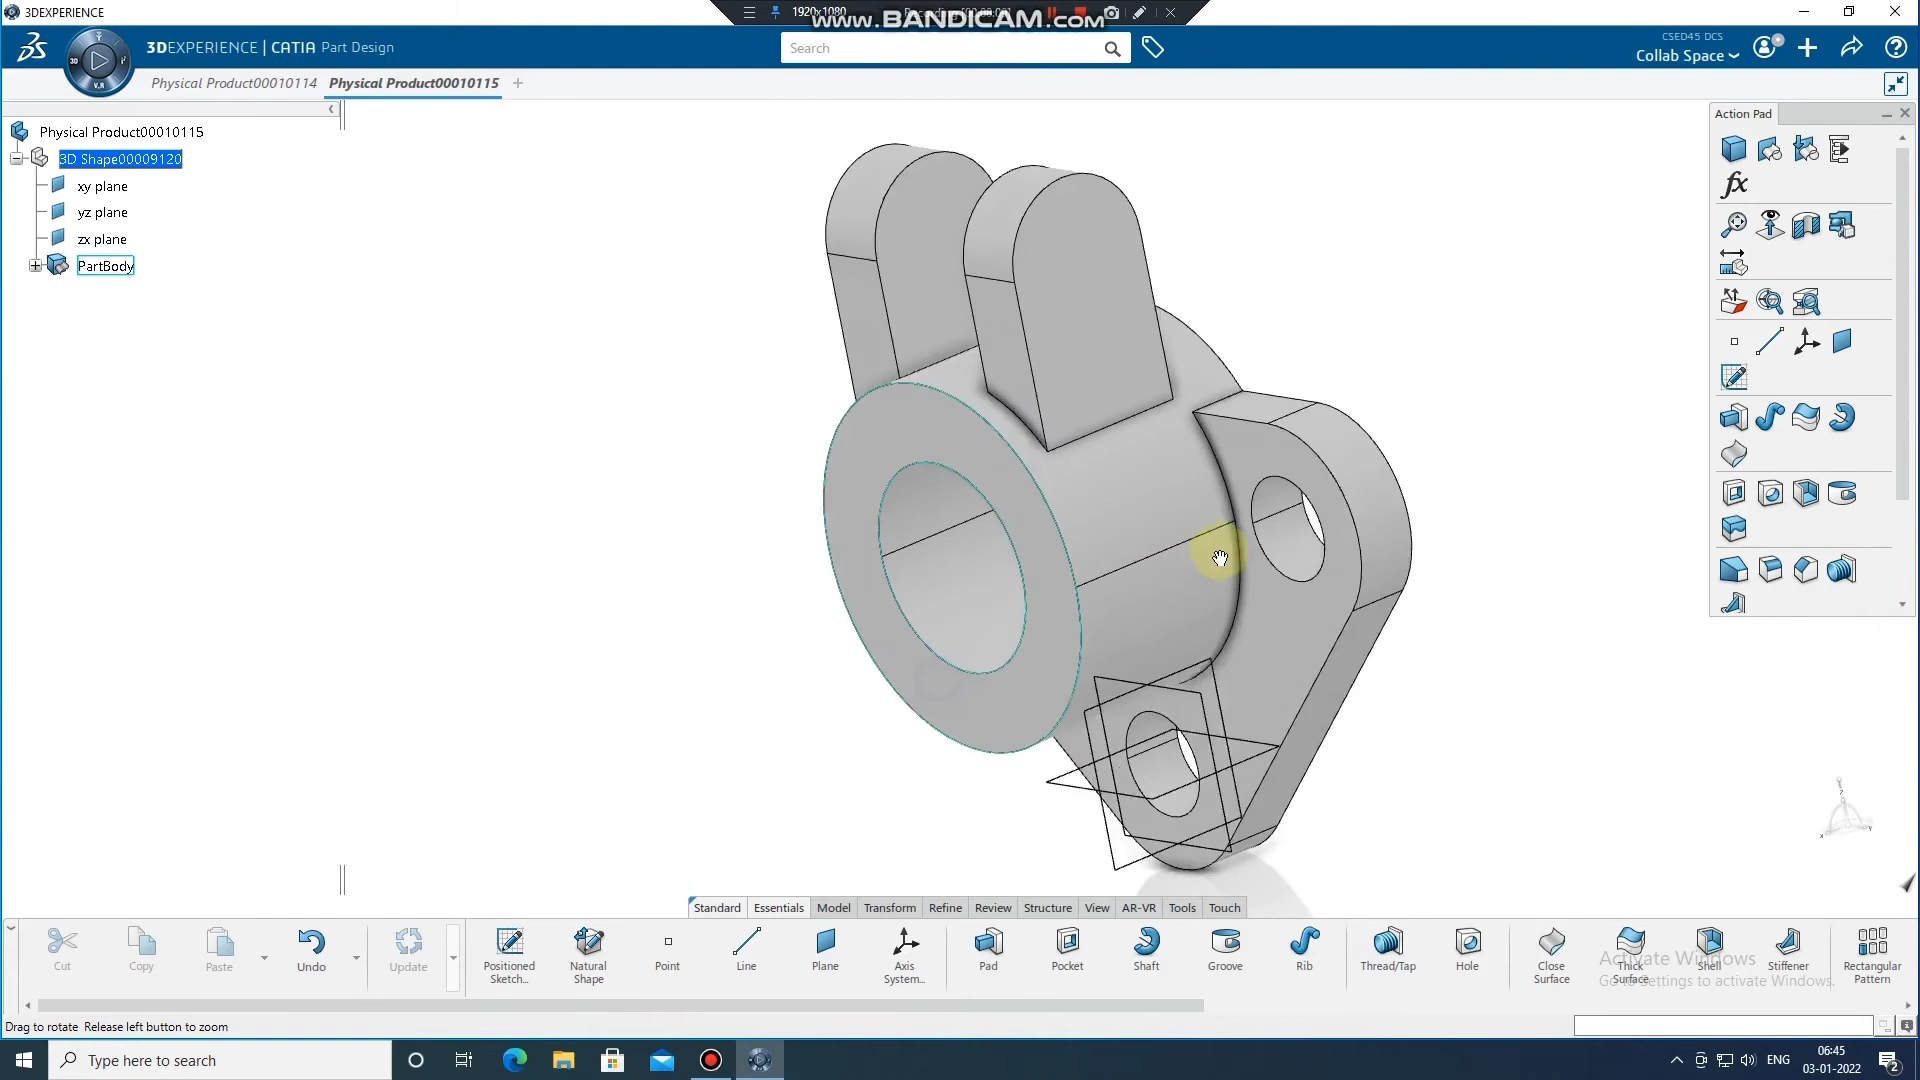 3DEXPERIENCE
1920x1080
www.BANDICAM.com
3DEXPERIENCE | CATIA Part Design
Search
CSED45 DCS
Collab Space
3D
V.R
Physical Product00010114
Physical Product00010115
Physical Product00010115
3D Shape00009120
xy plane
yz plane
zx plane
PartBody
Action Pad
fx
Standard
Essentials
Model
Transform
Refine
Review
Structure
View
AR-VR
Tools
Touch
Cut
Copy
Paste
Undo
Update
Positioned Sketch...
Natural Shape
Point
Line
Plane
Axis System...
Pad
Pocket
Shaft
Groove
Rib
Thread/Tap
Hole
Close Surface
Thick Surface
Shell
Stiffener
Rectangular Pattern
Activate Windows
Go to Settings to activate Windows.
Drag to rotate Release left button to zoom
Type here to search
ENG
06:45
03-01-2022
2